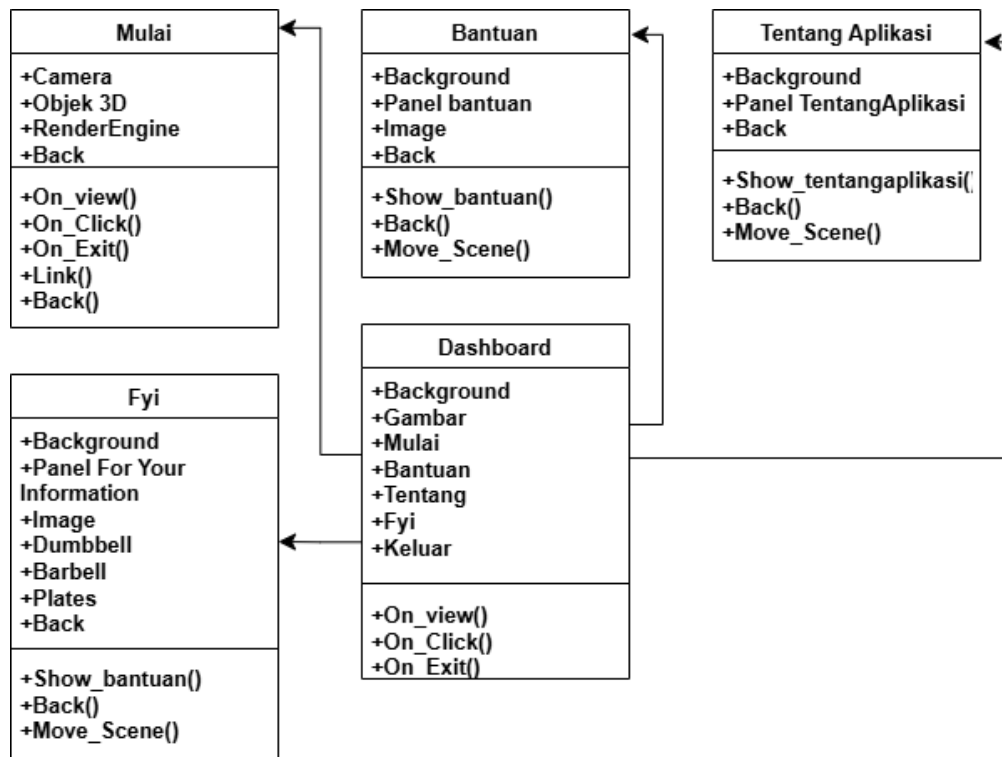 Mulai
+Camera
+Objek 3D
+RenderEngine
+Back
+On_view()
+On_Click()
+On_Exit()
+Link()
+Back()
Bantuan
+Background
+Panel bantuan
+Image
+Back
+Show_bantuan()
+Back()
+Move_Scene()
Tentang Aplikasi
+Background
+Panel TentangAplikasi
+Back
+Show_tentangaplikasi()
+Back()
+Move_Scene()
Fyi
+Background
+Panel For Your
Information
+Image
+Dumbbell
+Barbell
+Plates
+Back
+Show_bantuan()
+Back()
+Move_Scene()
Dashboard
+Background
+Gambar
+Mulai
+Bantuan
+Tentang
+Fyi
+Keluar
+On_view()
+On_Click()
+On_Exit()